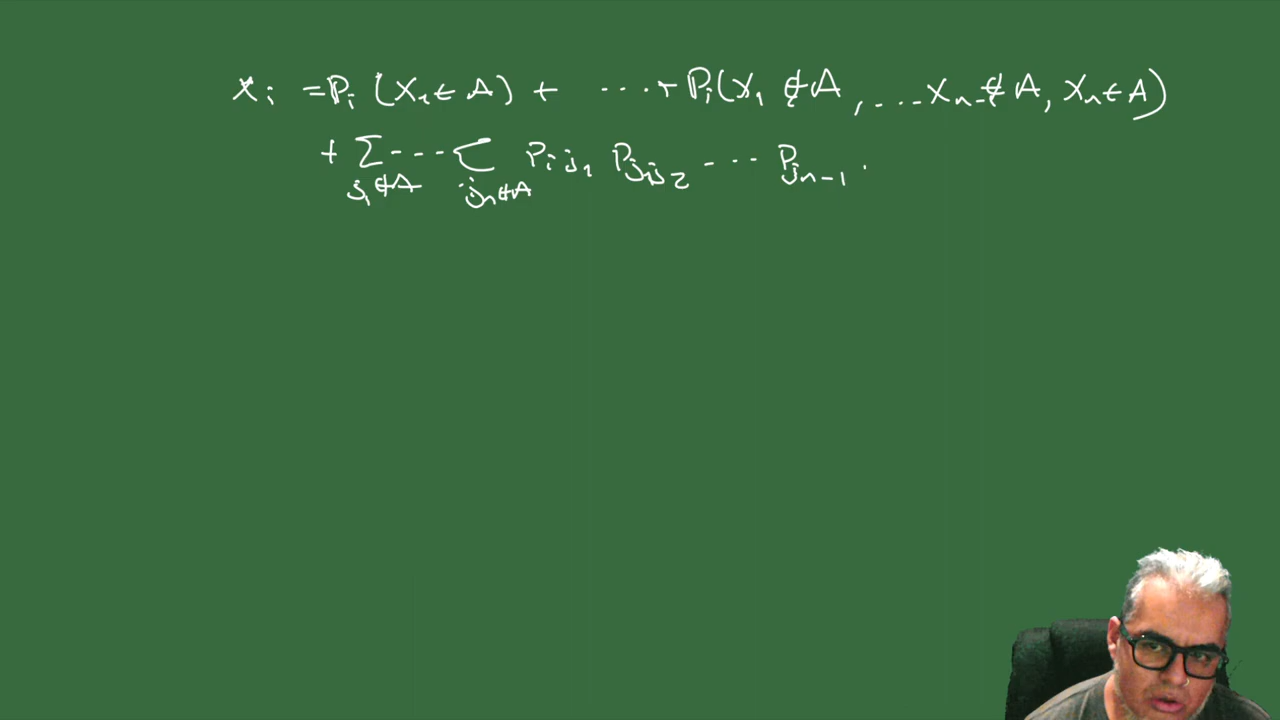 x_i = P_i (X_1 ∈ A) + ... + P_i(X_1 ∉ A, ... X_{n-1} ∉ A, X_n ∈ A)
+ Σ_{j_1 ∉ A} ... Σ_{j_n ∉ A} P_{i j_1} P_{j_1 j_2} ... P_{j_{n-1}}